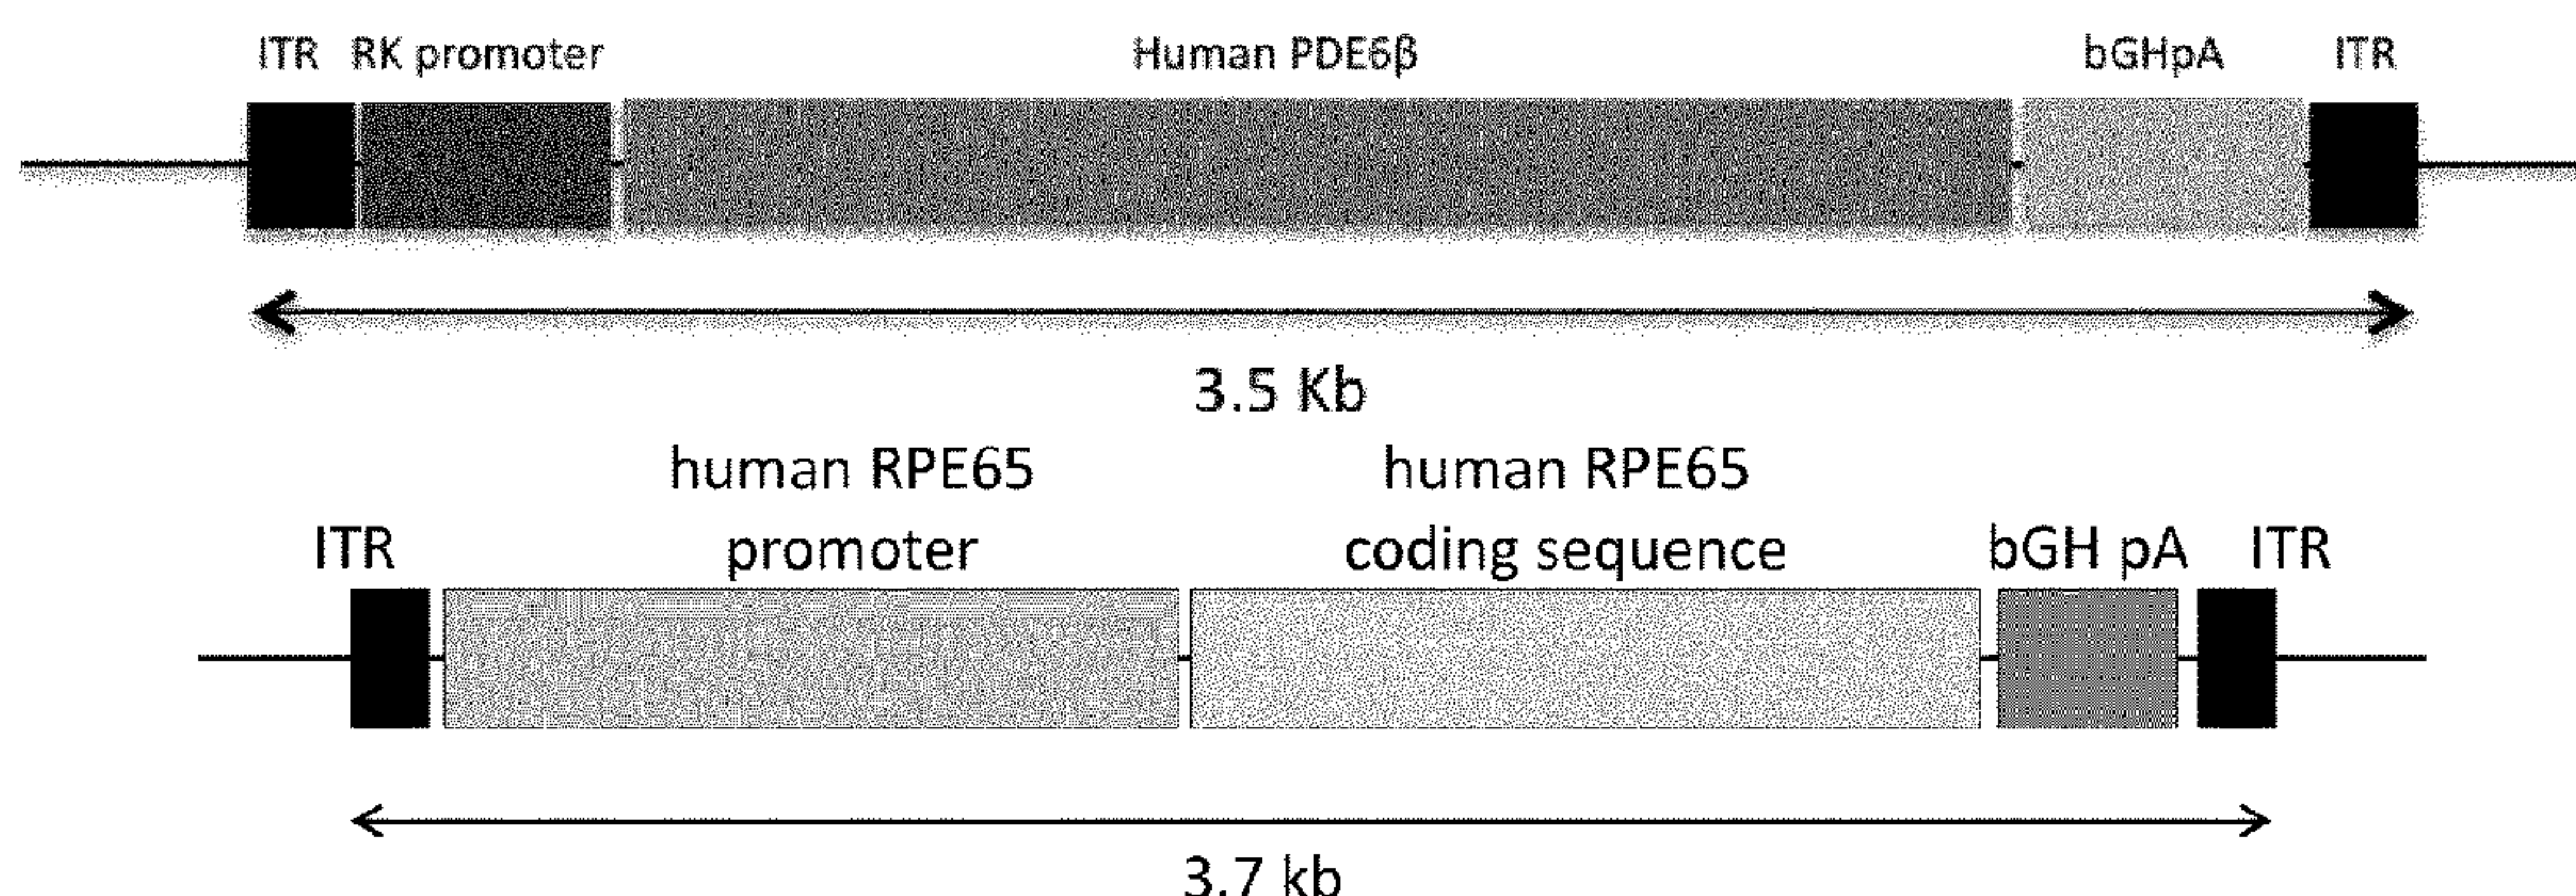 ITR RK promoter Human PDE6β bGHpA ITR
3.5 Kb
human RPE65 human RPE65
ITR promoter coding sequence bGH pA ITR
3.7 kb